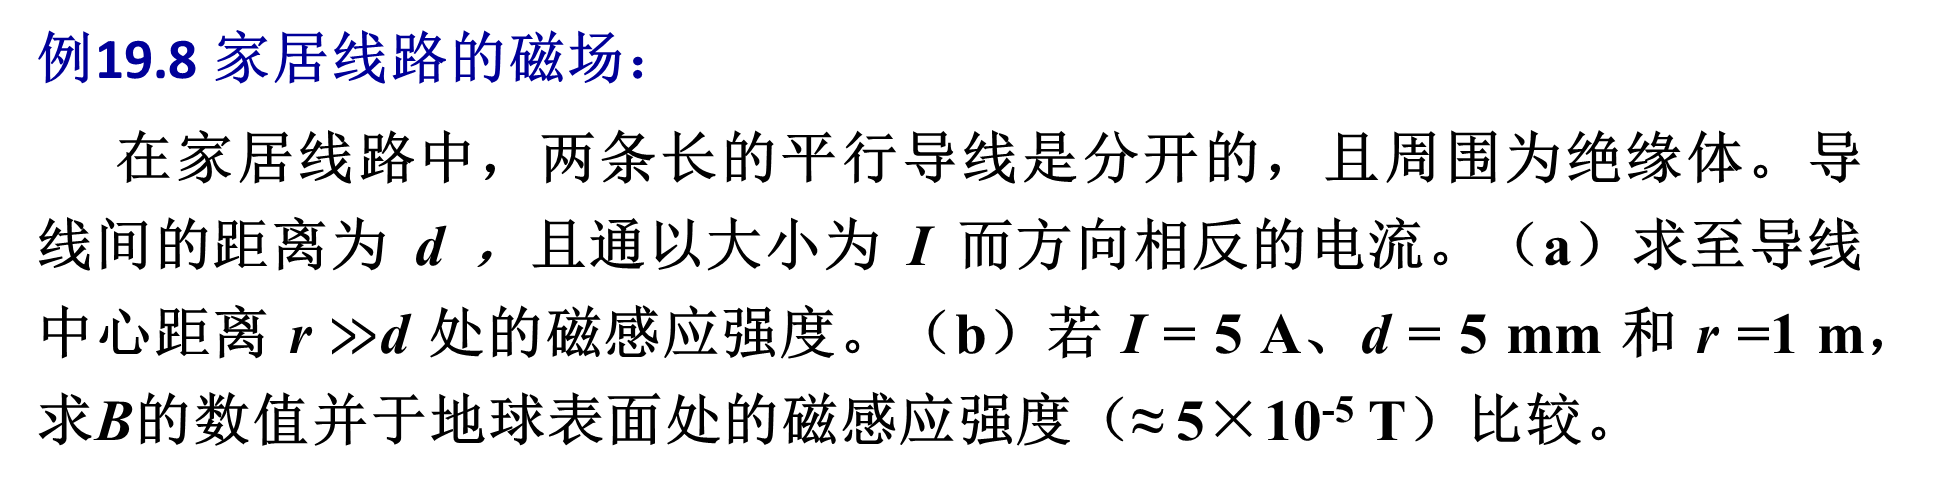 例19.8 家居线路的磁场：
在家居线路中，两条长的平行导线是分开的，且周围为绝缘体。导
线间的距离为 d ，且通以大小为 I 而方向相反的电流。（a）求至导线
中心距离 r ≫d 处的磁感应强度。（b）若 I = 5 A、d = 5 mm 和 r =1 m，
求B的数值并于地球表面处的磁感应强度（≈5×10⁻⁵ T）比较。